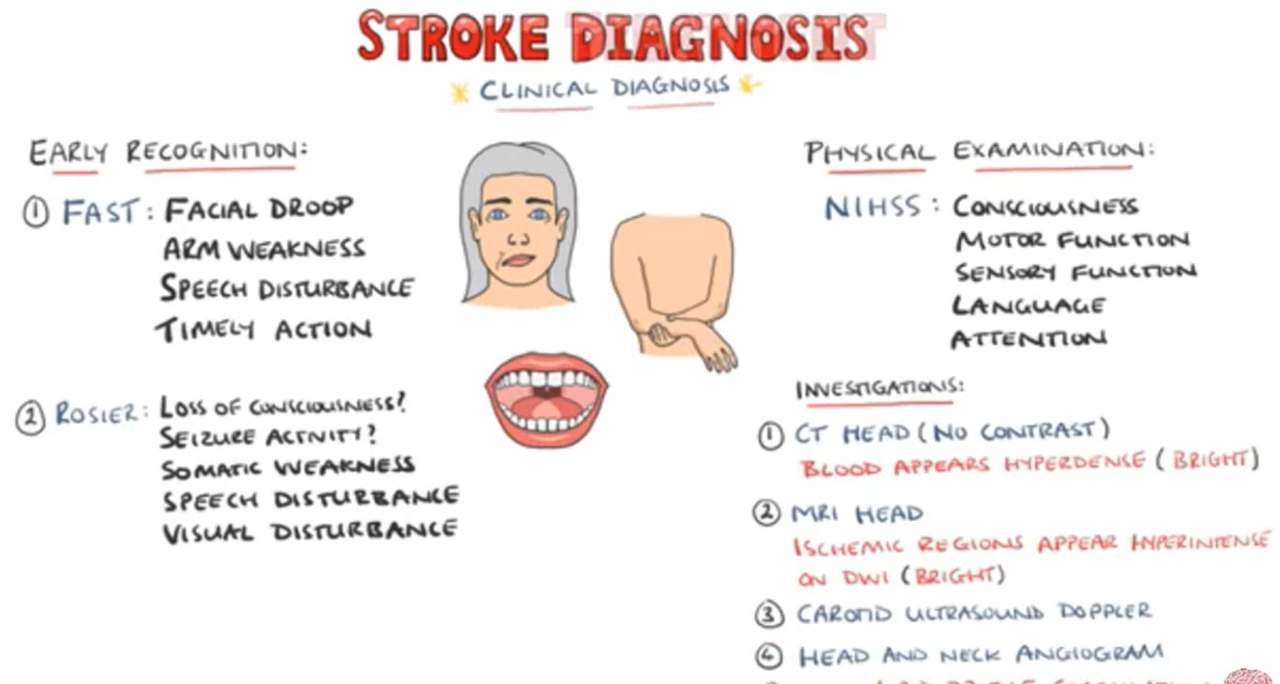 STROKE DIAGNOSIS
CLINICAL DIAGNOSIS
EARLY RECOGNITION:
① FAST: FACIAL DROOP
ARM WEAKNESS
SPEECH DISTURBANCE
TIMELY ACTION
② ROSIER: LOSS OF CONSCIOUSNESS?
SEIZURE ACTIVITY?
SOMATIC WEAKNESS
SPEECH DISTURBANCE
VISUAL DISTURBANCE
PHYSICAL EXAMINATION:
NIHSS: CONSCIOUSNESS
MOTOR FUNCTION
SENSORY FUNCTION
LANGUAGE
ATTENTION
INVESTIGATIONS:
① CT HEAD (NO CONTRAST)
BLOOD APPEARS HYPERDENSE (BRIGHT)
② MRI HEAD
ISCHEMIC REGIONS APPEAR HYPERINTENSE
ON DWI (BRIGHT)
③ CAROTID ULTRASOUND DOPPLER
④ HEAD AND NECK ANGIOGRAM